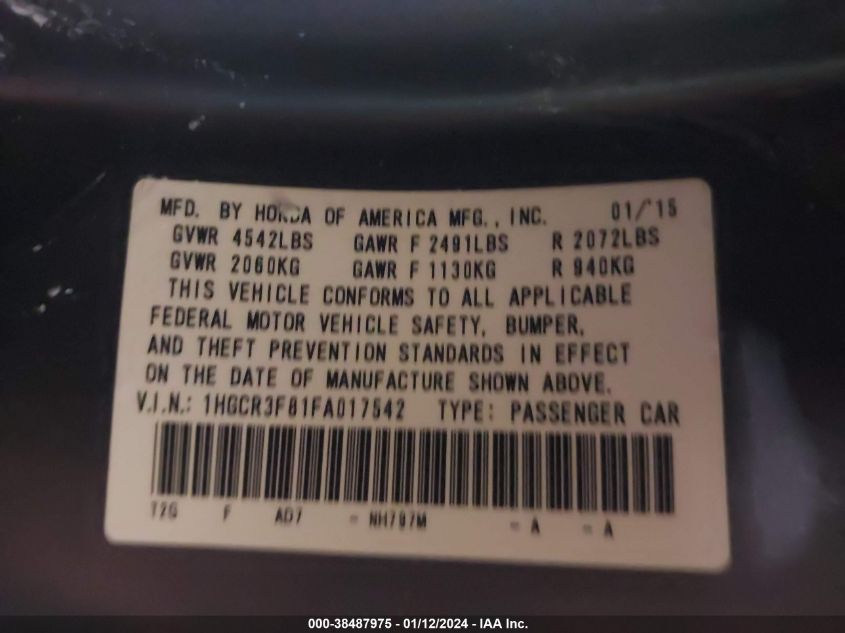 MFD. BY HONDA OF AMERICA MFG., INC. 01/15
GVWR 4542LBS GAWR F 2491LBS R 2072LBS
GVWR 2060KG GAWR F 1130KG R 940KG
THIS VEHICLE CONFORMS TO ALL APPLICABLE
FEDERAL MOTOR VEHICLE SAFETY, BUMPER,
AND THEFT PREVENTION STANDARDS IN EFFECT
ON THE DATE OF MANUFACTURE SHOWN ABOVE.
V.I.N.: 1HGCR3F81FA017542 TYPE: PASSENGER CAR
T2G F AD7 = NH797M = A = A
000-38487975 - 01/12/2024 - IAA Inc.